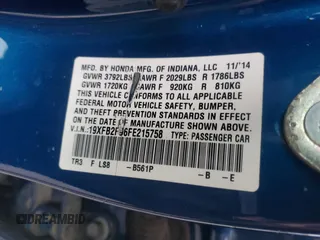 MFD. BY HONDA MFG. OF INDIANA, LLC 11/'14
GVWR 3792LBS GAWR F 2029LBS R 1786LBS
GVWR 1720KG GAWR F 920KG R 810KG
THIS VEHICLE CONFORMS TO ALL APPLICABLE
FEDERAL MOTOR VEHICLE SAFETY, BUMPER,
AND THEFT PREVENTION STANDARDS IN EFFECT
ON THE DATE OF MANUFACTURE SHOWN ABOVE.
V.I.N.: TYPE: PASSENGER CAR
TR3 F LS8 -B561P -B -E
DREAMBID